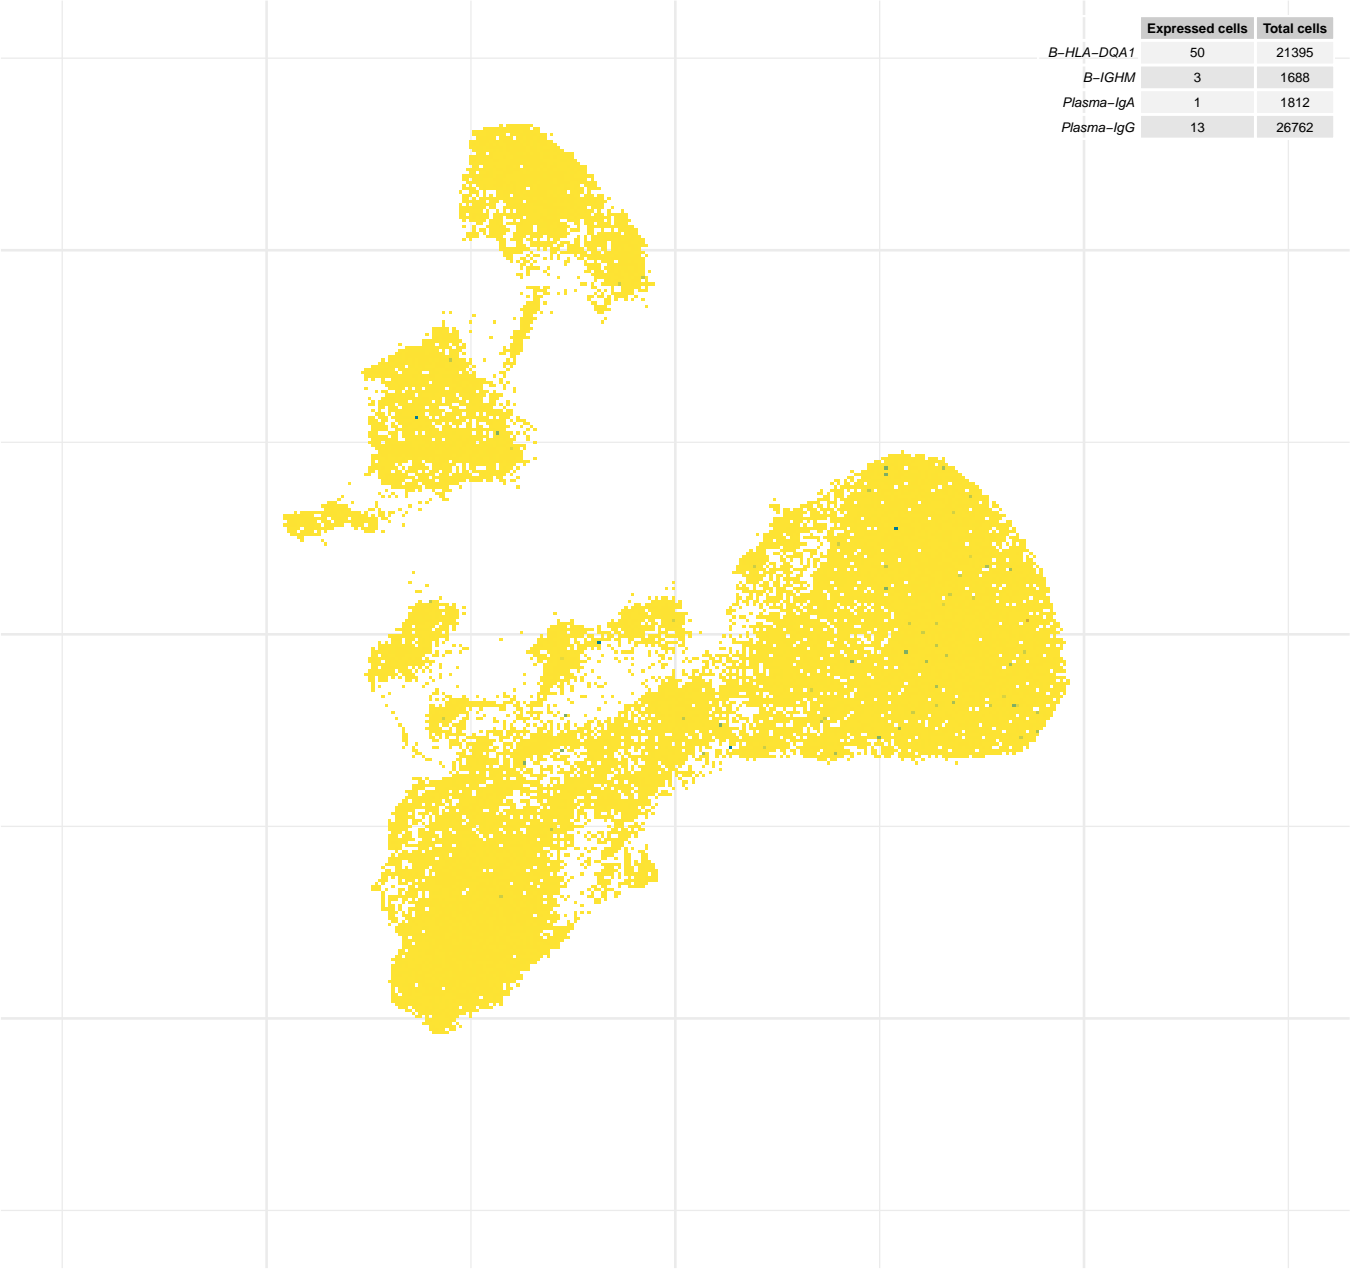 Expressed cells Total cells
B−HLA−DQA1 50 21395
B−IGHM 3 1688
Plasma−IgA 1 1812
Plasma−IgG 13 26762